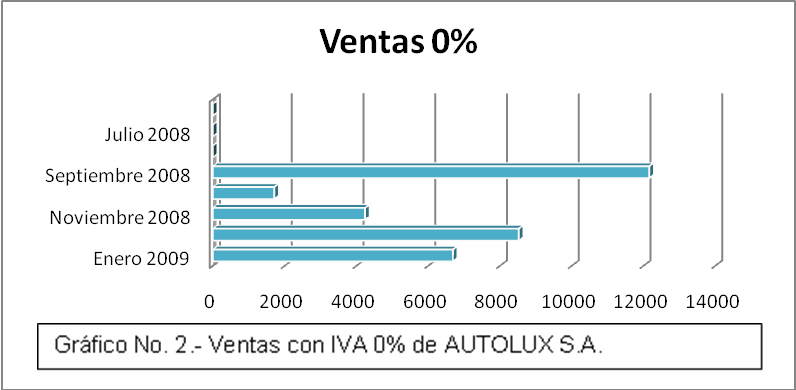 Ventas 0%
Julio 2008
Septiembre 2008
Noviembre 2008
Enero 2009
0 2000 4000 6000 8000 10000 12000 14000
Gráfico No. 2.- Ventas con IVA 0% de AUTOLUX S.A.